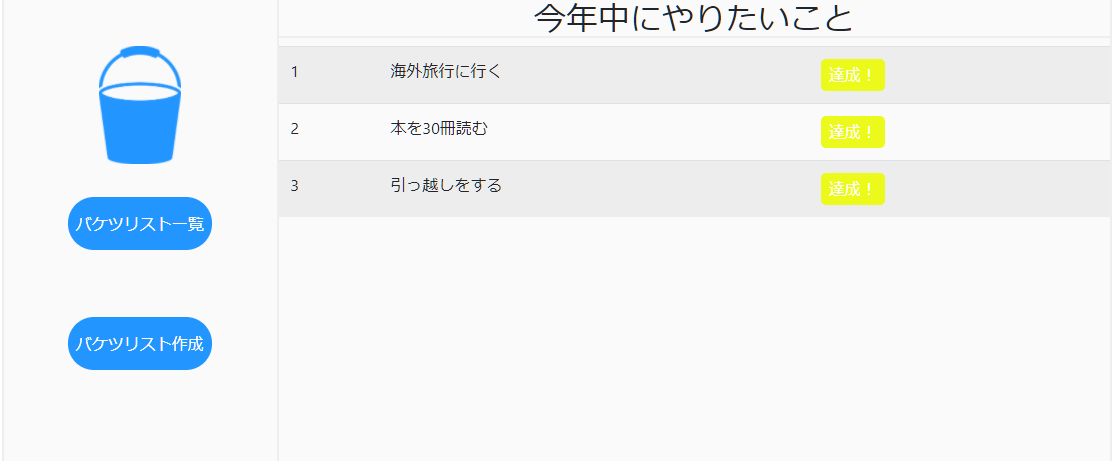 今年中にやりたいこと
1 海外旅行に行く 達成！
2 本を30冊読む 達成！
3 引っ越しをする 達成！
バケツリスト一覧
バケツリスト作成